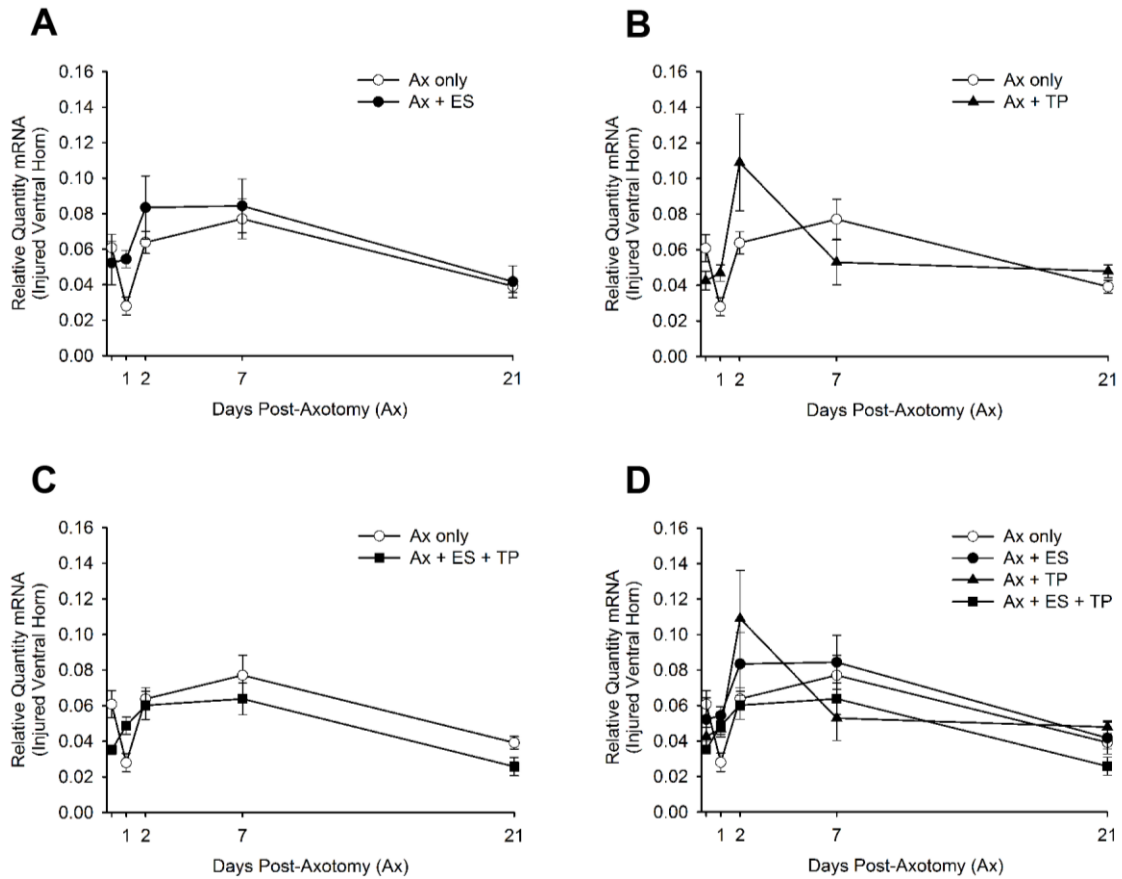 A
Ax only
Ax + ES
0.16
0.14
0.12
0.10
0.08
0.06
0.04
0.02
0.00
Relative Quantity mRNA
(Injured Ventral Horn)
1 2 7 21
Days Post-Axotomy (Ax)
B
Ax only
Ax + TP
0.16
0.14
0.12
0.10
0.08
0.06
0.04
0.02
0.00
Relative Quantity mRNA
(Injured Ventral Horn)
1 2 7 21
Days Post-Axotomy (Ax)
C
Ax only
Ax + ES + TP
0.16
0.14
0.12
0.10
0.08
0.06
0.04
0.02
0.00
Relative Quantity mRNA
(Injured Ventral Horn)
1 2 7 21
Days Post-Axotomy (Ax)
D
Ax only
Ax + ES
Ax + TP
Ax + ES + TP
0.16
0.14
0.12
0.10
0.08
0.06
0.04
0.02
0.00
Relative Quantity mRNA
(Injured Ventral Horn)
1 2 7 21
Days Post-Axotomy (Ax)